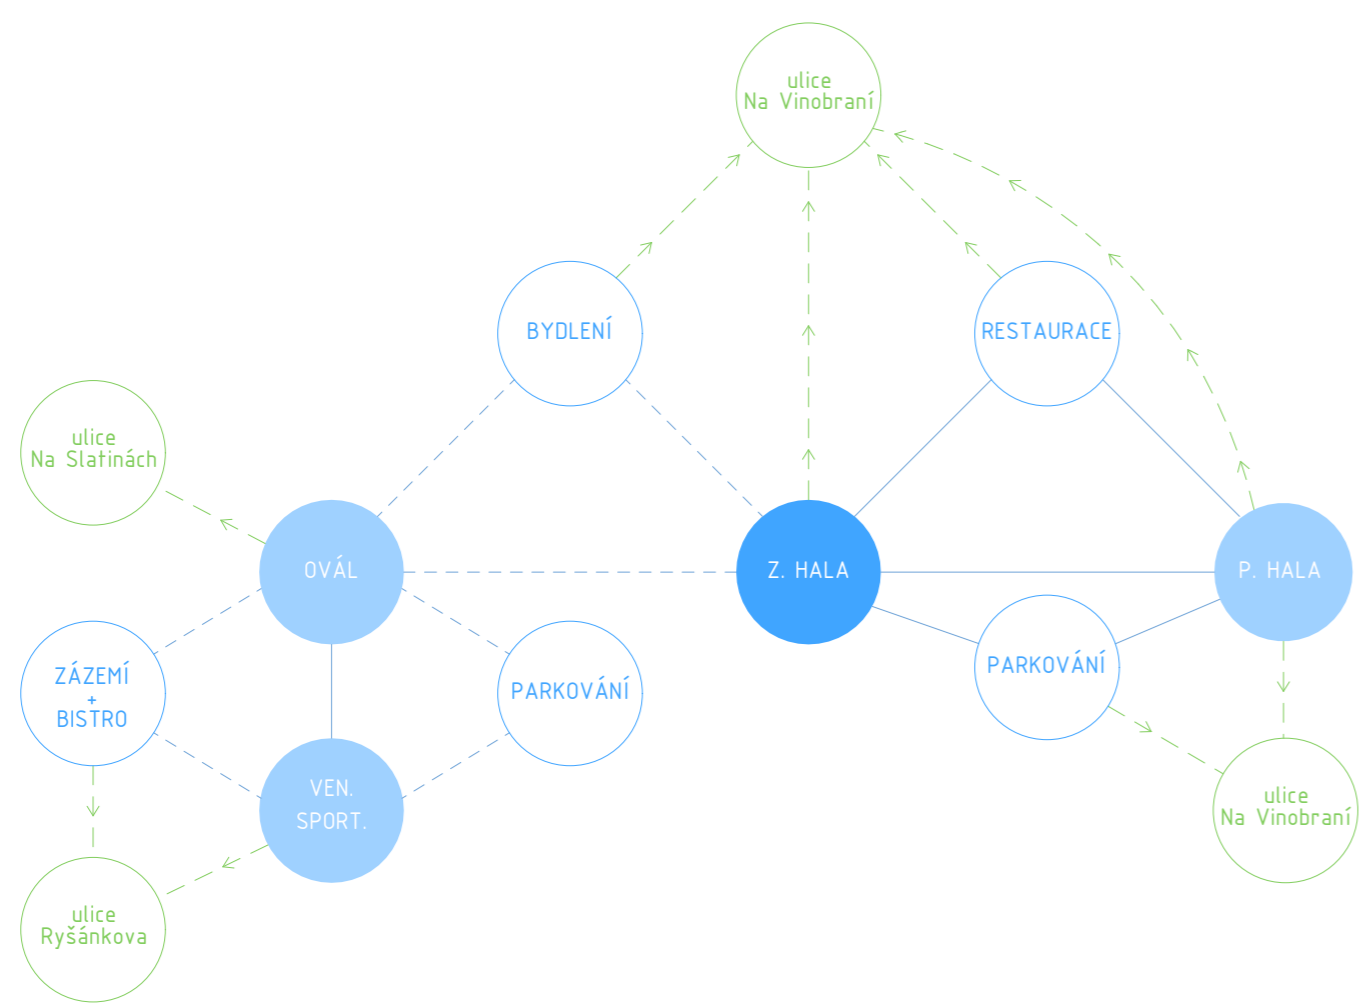 ulice
Na Vinobraní
BYDLENÍ
RESTAURACE
ulice
Na Slatinách
OVÁL
Z. HALA
P. HALA
ZÁZEMÍ
+
BISTRO
PARKOVÁNÍ
PARKOVÁNÍ
VEN.
SPORT.
ulice
Na Vinobraní
ulice
Ryšánkova